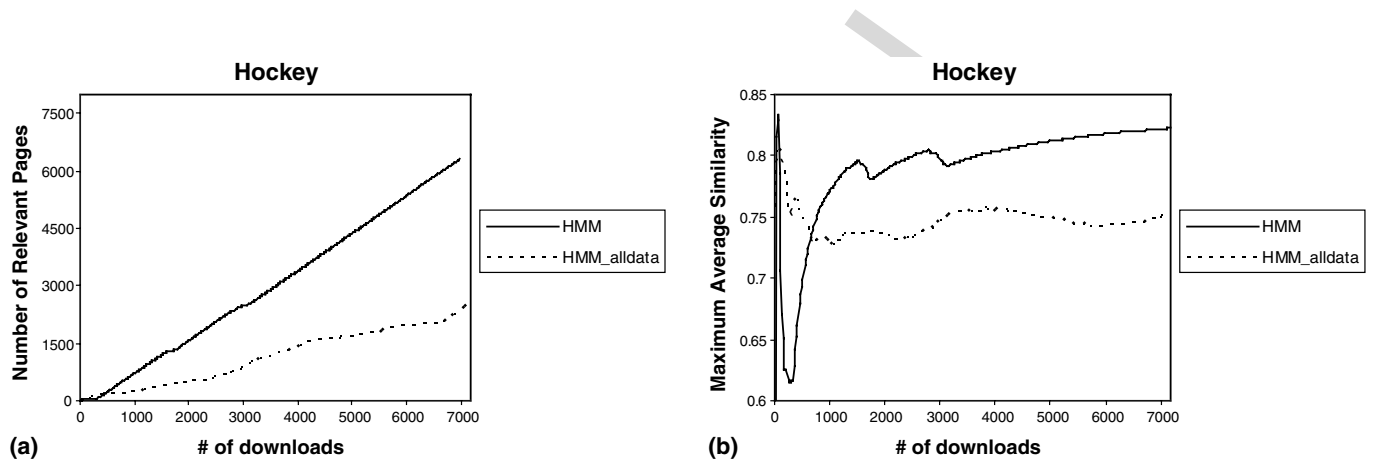 Hockey
Number of Relevant Pages
7500
6000
4500
3000
1500
0
0 1000 2000 3000 4000 5000 6000 7000
# of downloads
(a)
HMM
HMM_alldata
Hockey
Maximum Average Similarity
0.85
0.8
0.75
0.7
0.65
0.6
0 1000 2000 3000 4000 5000 6000 7000
# of downloads
(b)
HMM
HMM_alldata